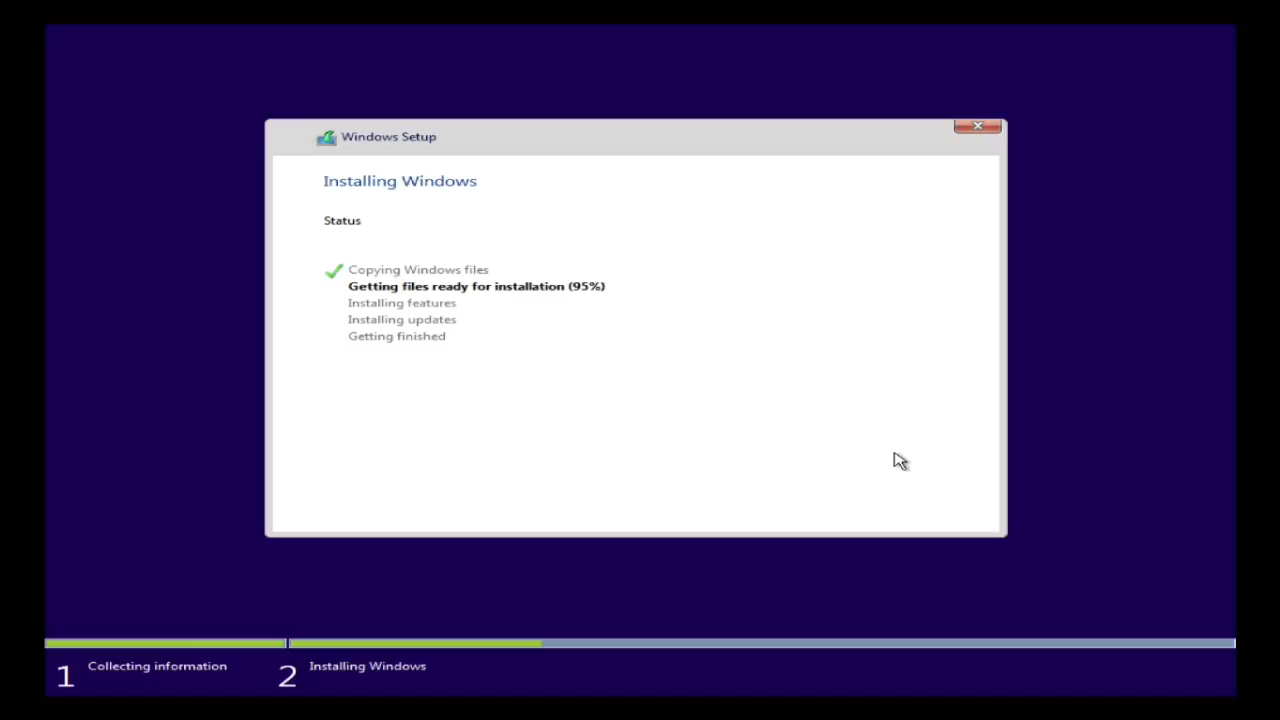 Windows Setup
Installing Windows
Status
Copying Windows files
Getting files ready for installation (95%)
Installing features
Installing updates
Getting finished
1 Collecting information
2 Installing Windows